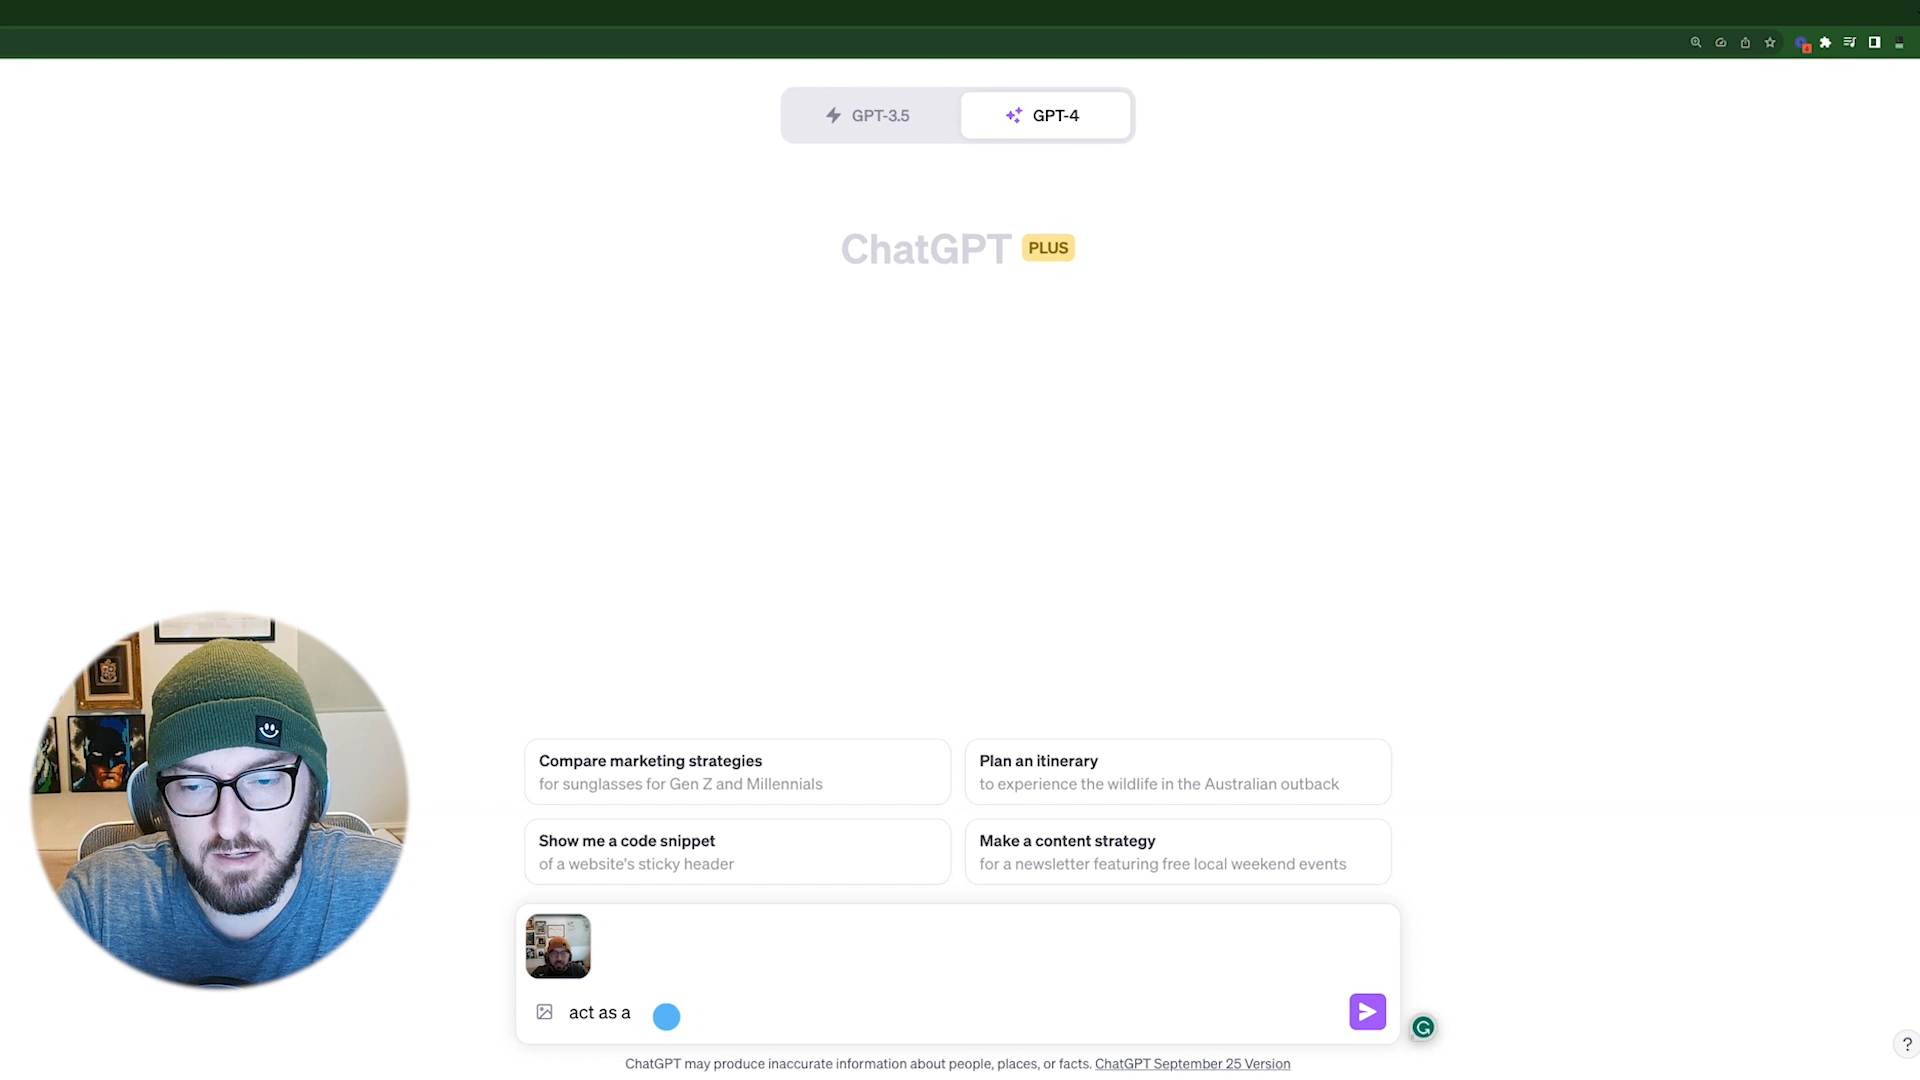 GPT-3.5
GPT-4
ChatGPT PLUS
Compare marketing strategies
for sunglasses for Gen Z and Millennials
Plan an itinerary
to experience the wildlife in the Australian outback
Show me a code snippet
of a website's sticky header
Make a content strategy
for a newsletter featuring free local weekend events
act as a
ChatGPT may produce inaccurate information about people, places, or facts. ChatGPT September 25 Version
?